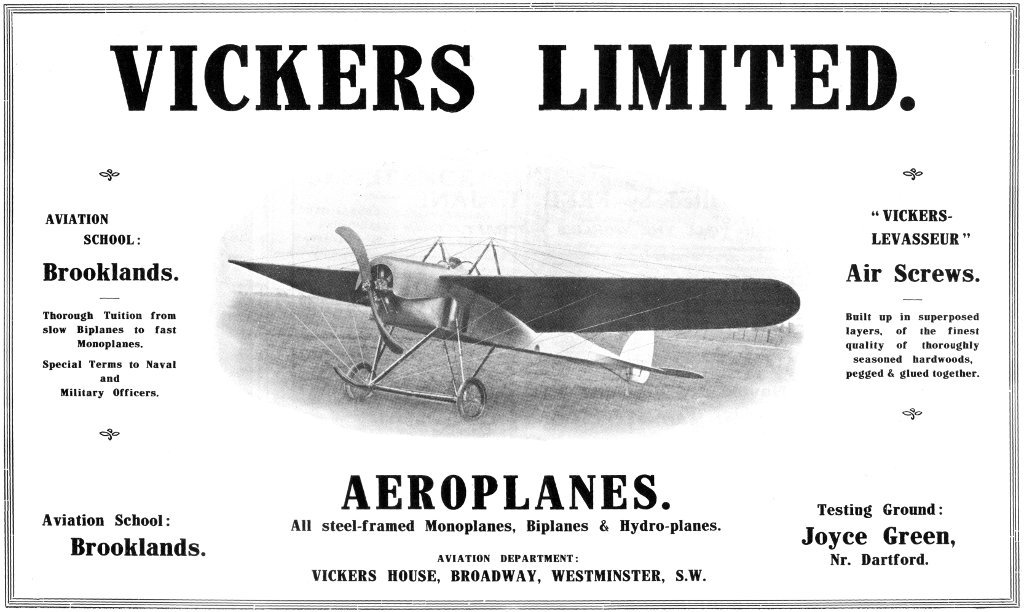 VICKERS LIMITED.
AVIATION
SCHOOL:
Brooklands.
Thorough Tuition from
slow Biplanes to fast
Monoplanes.
Special Terms to Naval
and
Military Officers.
"VICKERS-
LEVASSEUR"
Air Screws.
Built up in superposed
layers, of the finest
quality of thoroughly
seasoned hardwoods,
pegged & glued together.
AEROPLANES.
All steel-framed Monoplanes, Biplanes & Hydro-planes.
AVIATION DEPARTMENT:
VICKERS HOUSE, BROADWAY, WESTMINSTER, S.W.
Aviation School:
Brooklands.
Testing Ground:
Joyce Green,
Nr. Dartford.